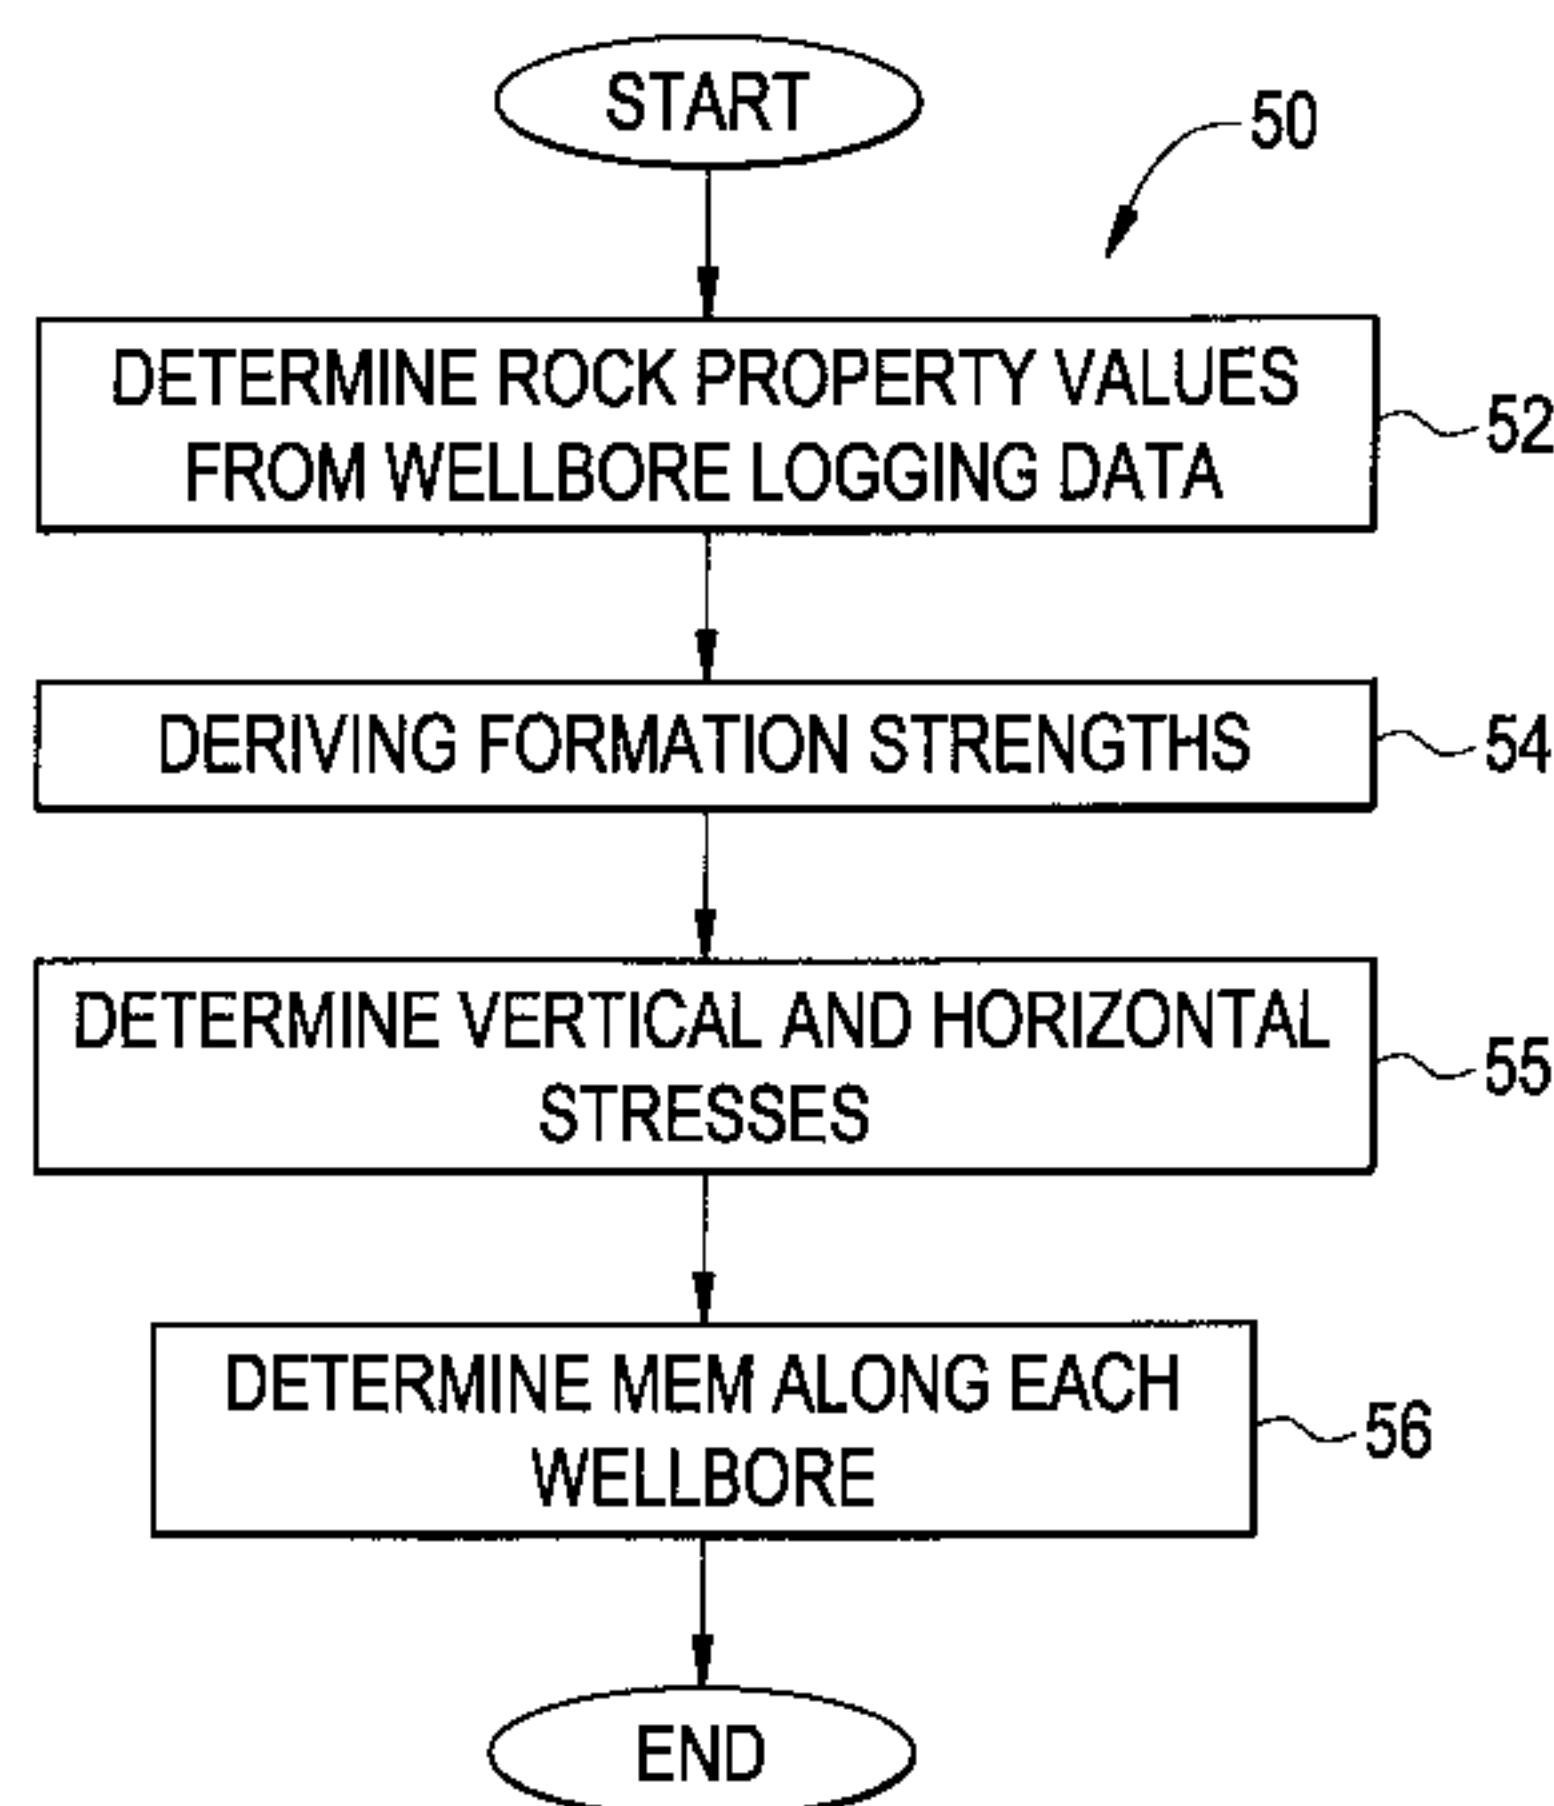 START
50
DETERMINE ROCK PROPERTY VALUES
FROM WELLBORE LOGGING DATA
52
DERIVING FORMATION STRENGTHS
54
DETERMINE VERTICAL AND HORIZONTAL
STRESSES
55
DETERMINE MEM ALONG EACH
WELLBORE
56
END